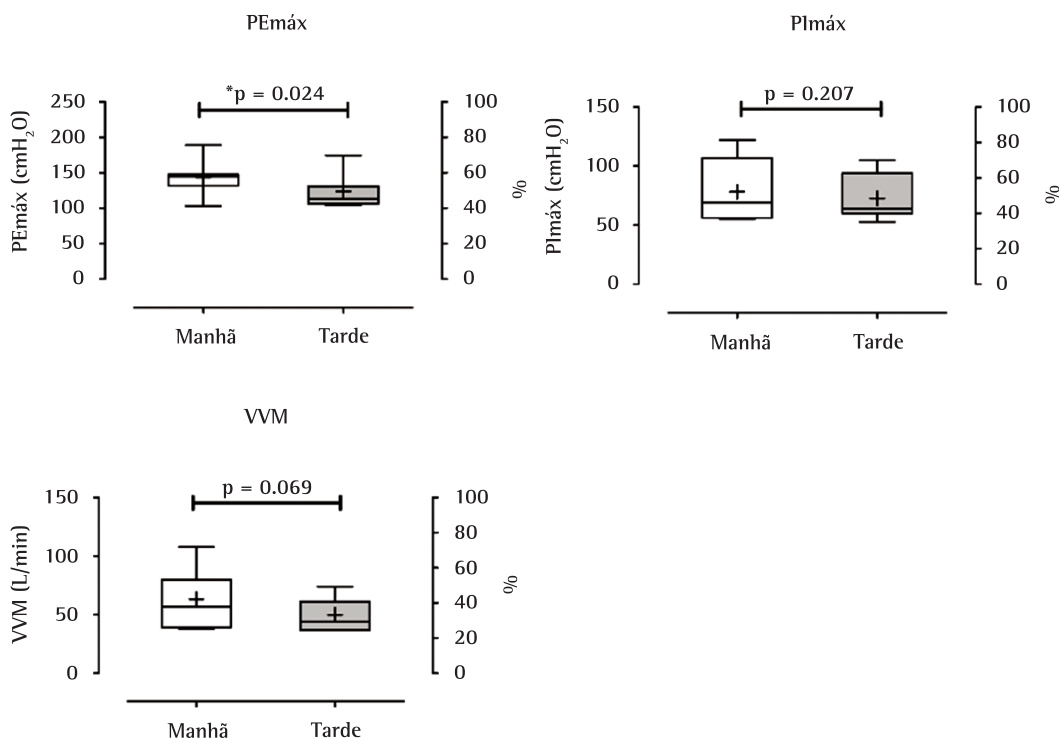 PEmáx
*p = 0.024
PEmáx (cmH₂O)
250
200
150
100
50
0
100
80
60
40
20
0
%
Manhã
Tarde
PImáx
p = 0.207
PImáx (cmH₂O)
150
100
50
0
100
80
60
40
20
0
%
Manhã
Tarde
VVM
p = 0.069
VVM (L/min)
150
100
50
0
100
80
60
40
20
0
%
Manhã
Tarde